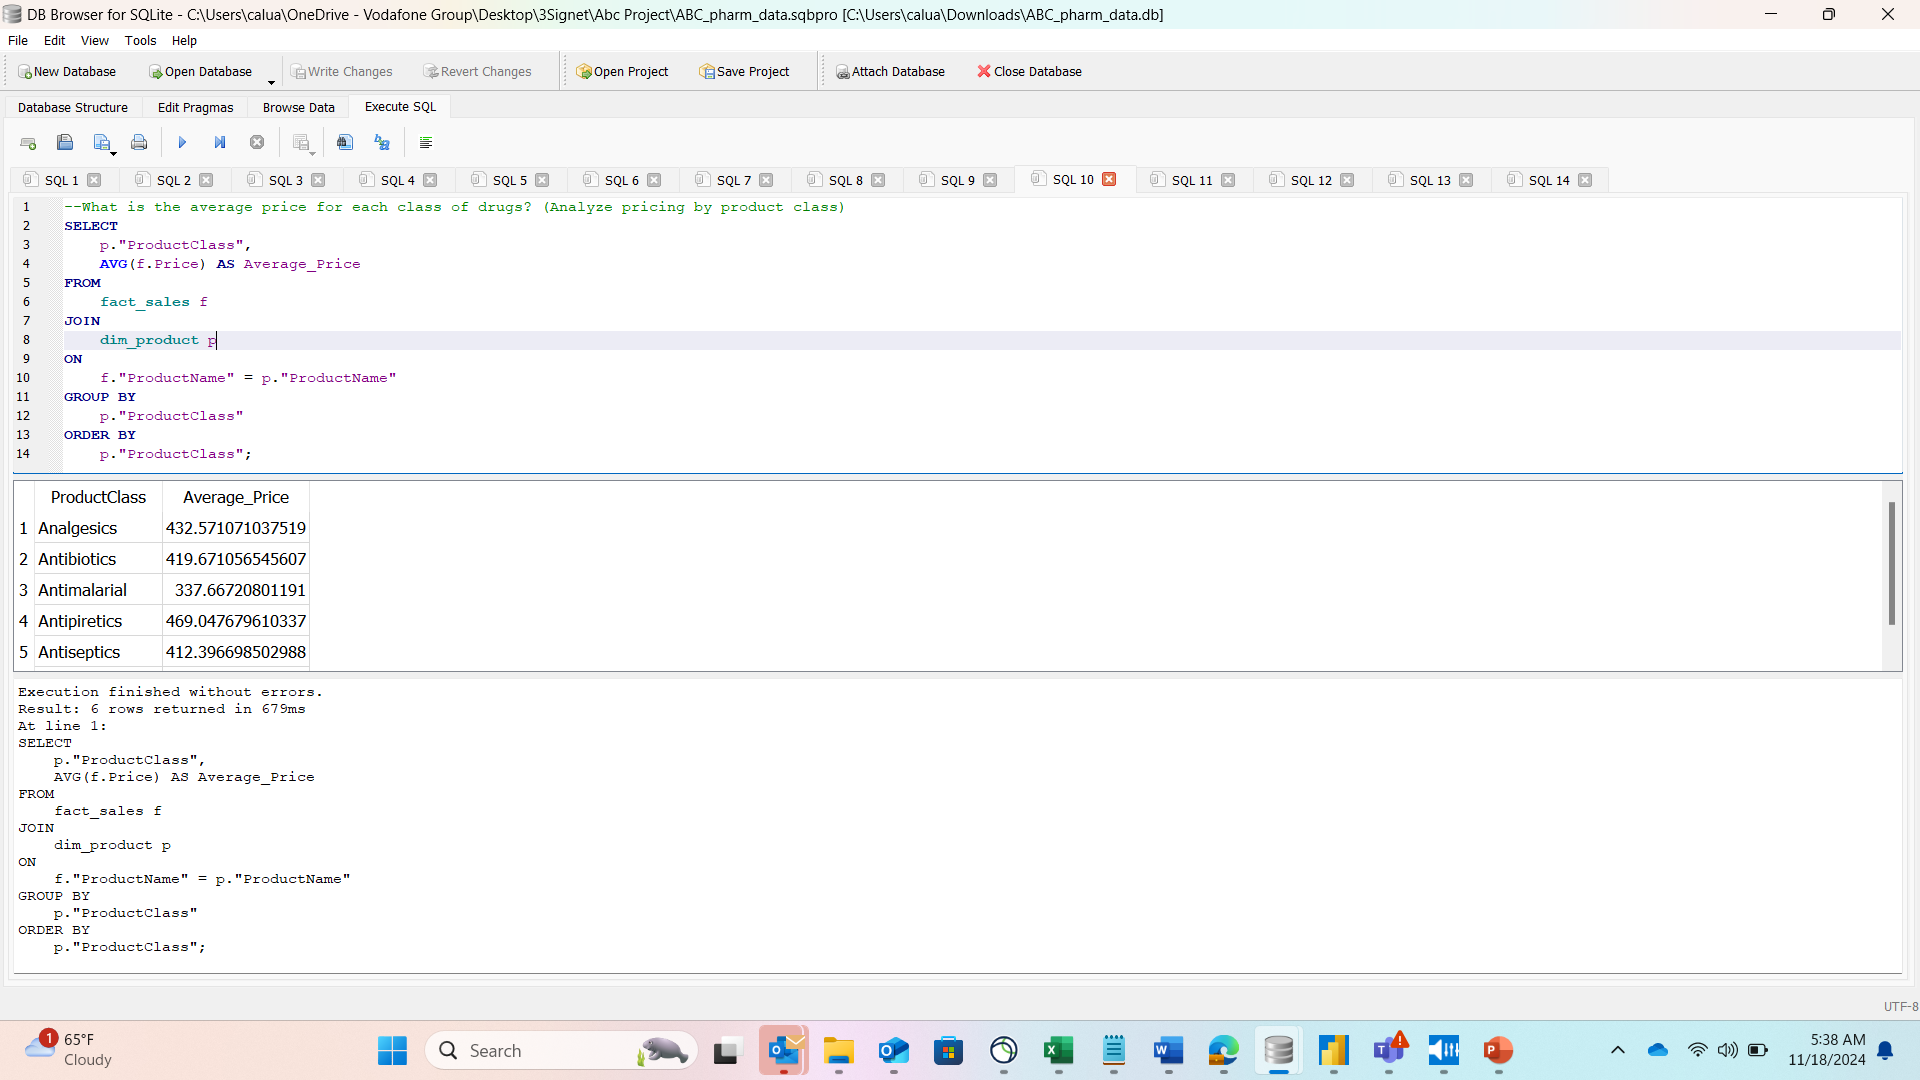 DB Browser for SQLite - C:\Users\calua\OneDrive - Vodafone Group\Desktop\3Signet\Abc Project\ABC_pharm_data.sqbpro [C:\Users\calua\Downloads\ABC_pharm_data.db]
File Edit View Tools Help
New Database Open Database Write Changes Revert Changes Open Project Save Project Attach Database Close Database
Database Structure Edit Pragmas Browse Data Execute SQL
SQL 1 SQL 2 SQL 3 SQL 4 SQL 5 SQL 6 SQL 7 SQL 8 SQL 9 SQL 10 SQL 11 SQL 12 SQL 13 SQL 14
1 --What is the average price for each class of drugs? (Analyze pricing by product class)
2 SELECT
3 p."ProductClass",
4 AVG(f.Price) AS Average_Price
5 FROM
6 fact_sales f
7 JOIN
8 dim_product p
9 ON
10 f."ProductName" = p."ProductName"
11 GROUP BY
12 p."ProductClass"
13 ORDER BY
14 p."ProductClass";
ProductClass Average_Price
1 Analgesics 432.571071037519
2 Antibiotics 419.671056545607
3 Antimalarial 337.66720801191
4 Antipiretics 469.047679610337
5 Antiseptics 412.396698502988
Execution finished without errors.
Result: 6 rows returned in 679ms
At line 1:
SELECT
p."ProductClass",
AVG(f.Price) AS Average_Price
FROM
fact_sales f
JOIN
dim_product p
ON
f."ProductName" = p."ProductName"
GROUP BY
p."ProductClass"
ORDER BY
p."ProductClass";
UTF-8
1 65°F
Cloudy
Search
5:38 AM
11/18/2024